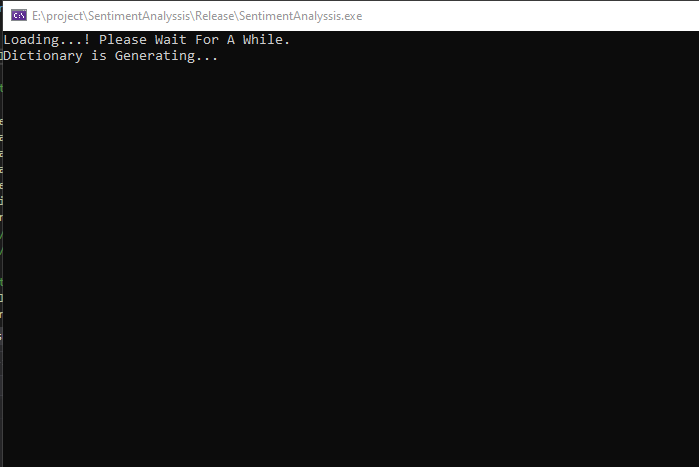 E:\project\SentimentAnalyssis\Release\SentimentAnalyssis.exe
Loading...! Please Wait For A While.
Dictionary is Generating...